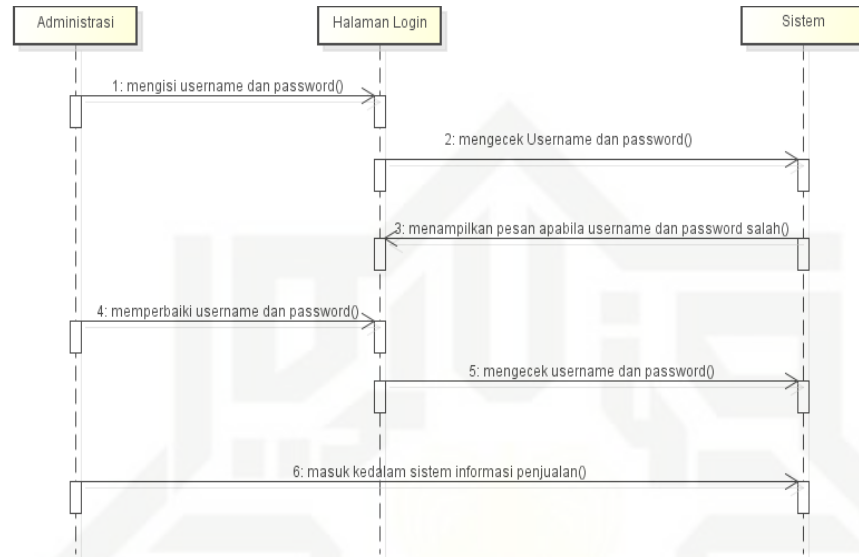 Administrasi
Halaman Login
Sistem
1: mengisi username dan password()
2: mengecek Username dan password()
3: menampilkan pesan apabila username dan password salah()
4: memperbaiki username dan password()
5: mengecek username dan password()
6: masuk kedalam sistem informasi penjualan()